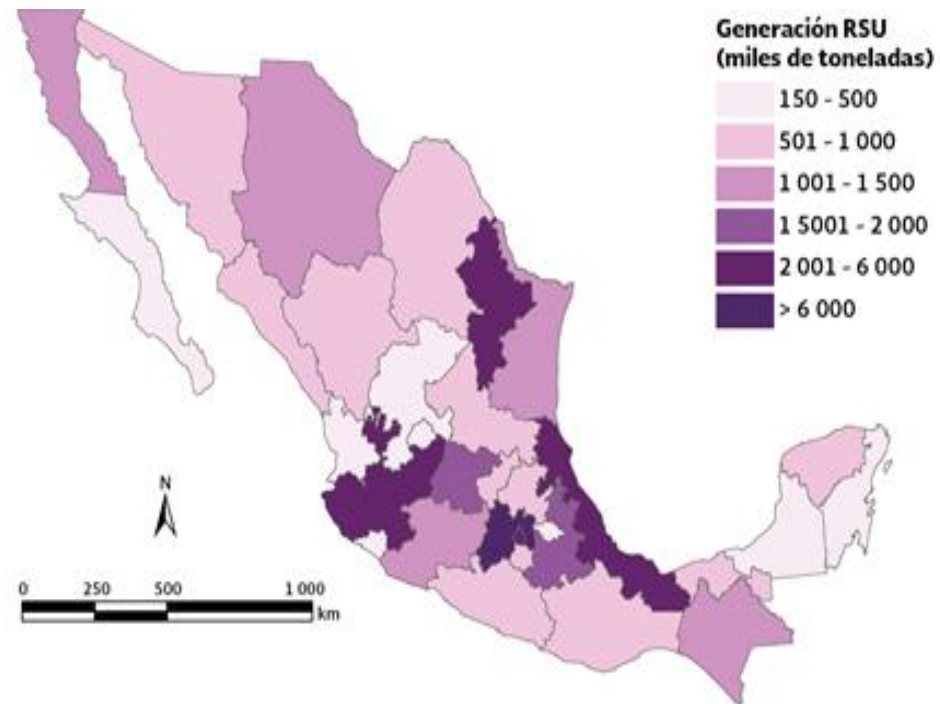 Generación RSU
(miles de toneladas)
150 - 500
501 - 1 000
1 001 - 1 500
1 5001 - 2 000
2 001 - 6 000
> 6 000
N
0 250 500 1 000
km